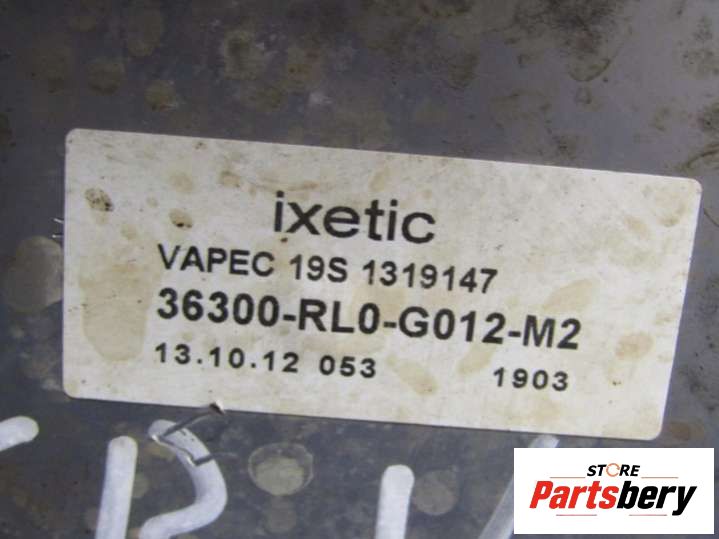 ixetic
VAPEC 19S 1319147
36300-RL0-G012-M2
13.10.12 053 1903
STORE
Partsbery